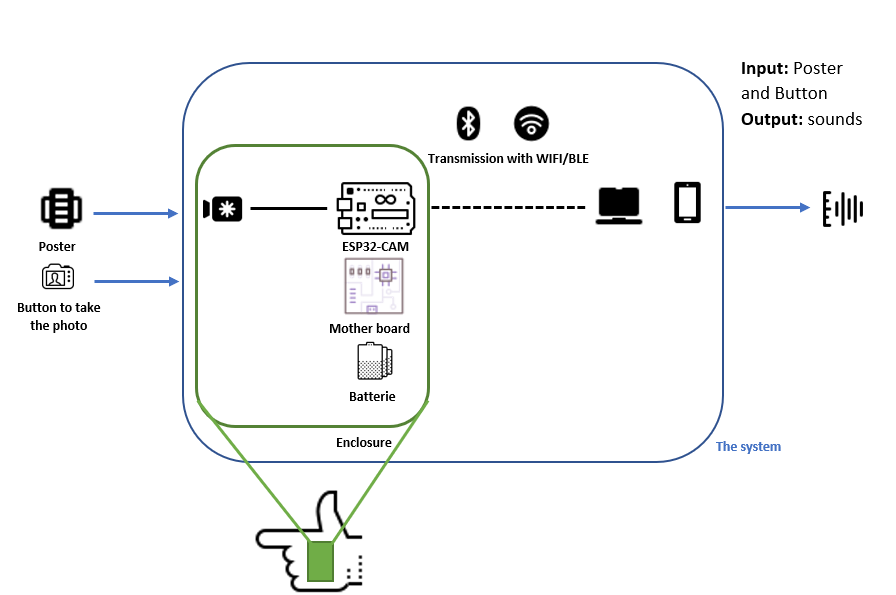 Input: Poster
and Button
Output: sounds
Transmission with WIFI/BLE
Poster
Button to take
the photo
ESP32-CAM
Mother board
Batterie
Enclosure
The system